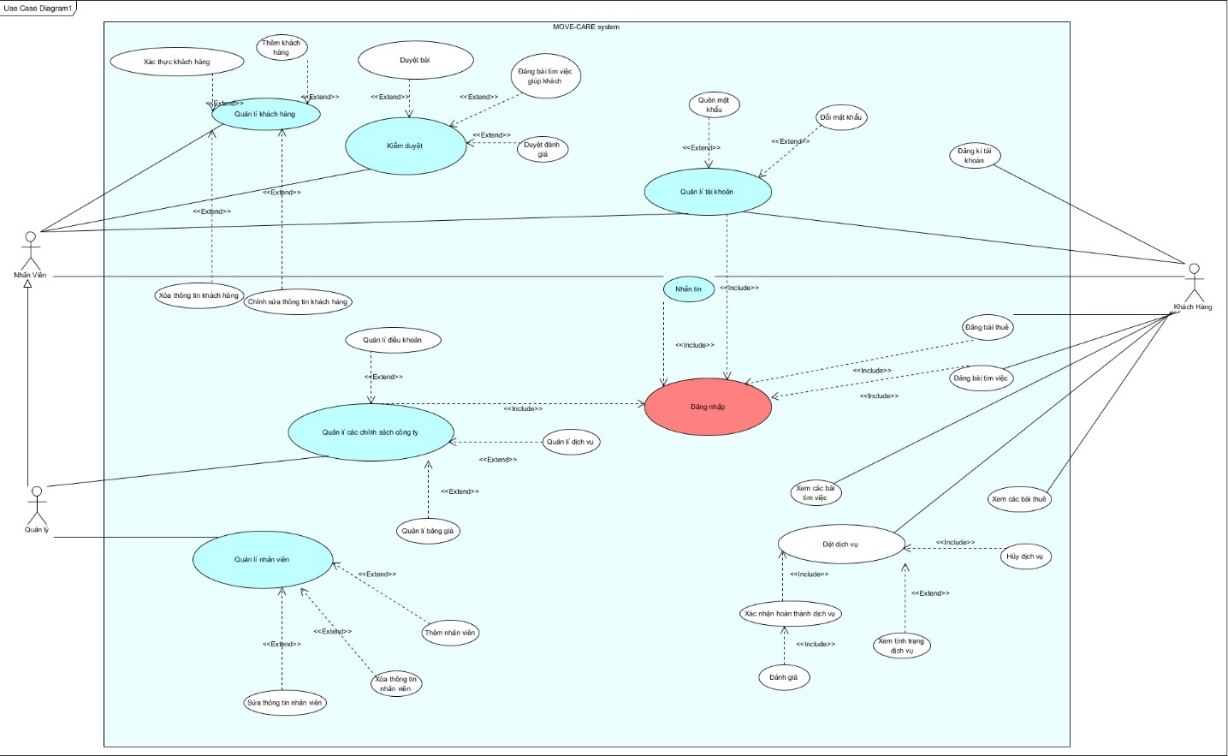 Use Case Diagram1
MOVE-CARE system
Xác thực khách hàng
Thêm khách
hàng
<<Extend>>
<<Extend>>
Quản lí khách hàng
Duyệt bài
<<Extend>>
Đăng bài tìm việc
giúp khách
<<Extend>>
Kiểm duyệt
<<Extend>>
Duyệt đánh
giá
Quên mật
khẩu
Đổi mật khẩu
<<Extend>>
<<Extend>>
Quản lí tài khoản
Đăng kí tài
khoản
<<Extend>>
<<Extend>>
Nhân Viên
Xóa thông tin khách hàng
Chỉnh sửa thông tin khách hàng
Nhắn tin
<<Include>>
<<Include>>
Khách Hàng
Đăng bài thuê
<<Include>>
Đăng bài tìm việc
<<Include>>
Quản lí điều khoản
<<Extend>>
<<Include>>
Đăng nhập
Quản lí các chính sách công ty
Quản lí dịch vụ
<<Extend>>
<<Extend>>
Quản lí bảng giá
Quản lý
Xem các bài
tìm việc
Xem các bài thuê
Đặt dịch vụ
<<Include>>
Hủy dịch vụ
<<Include>>
<<Extend>>
Xác nhận hoàn thành dịch vụ
<<Include>>
Xem tình trạng
dịch vụ
Đánh giá
Quản lí nhân viên
<<Extend>>
Thêm nhân viên
<<Extend>>
<<Extend>>
Xóa thông tin
nhân viên
Sửa thông tin nhân viên